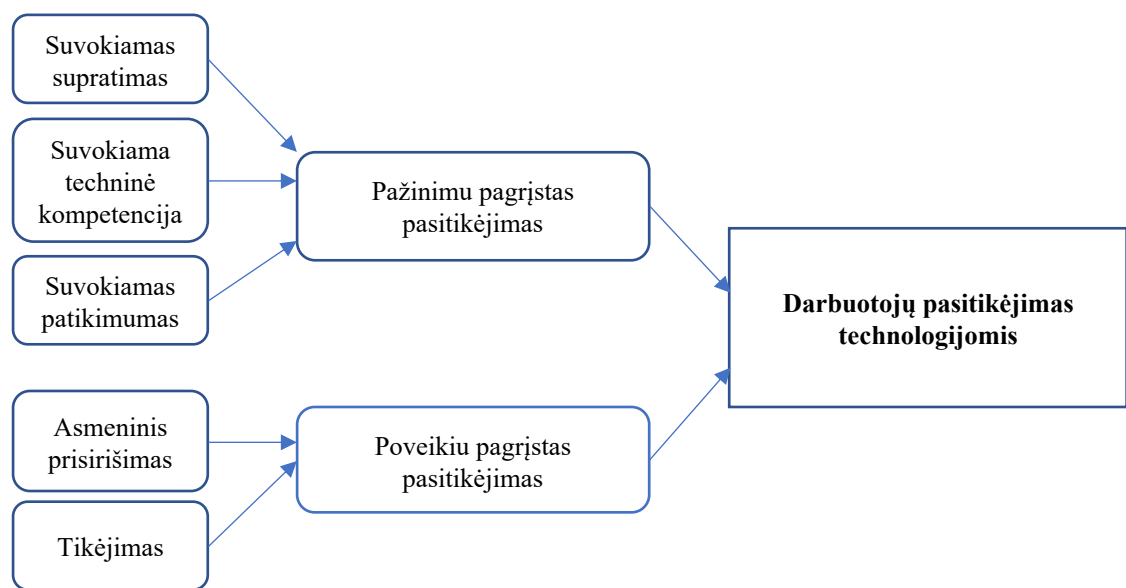 Suvokiamas
supratimas
Suvokiama
techninė
kompetencija
Suvokiamas
patikimumas
Pažinimu pagrįstas
pasitikėjimas
Darbuotojų pasitikėjimas
technologijomis
Asmeninis
prisirišimas
Tikėjimas
Poveikiu pagrįstas
pasitikėjimas